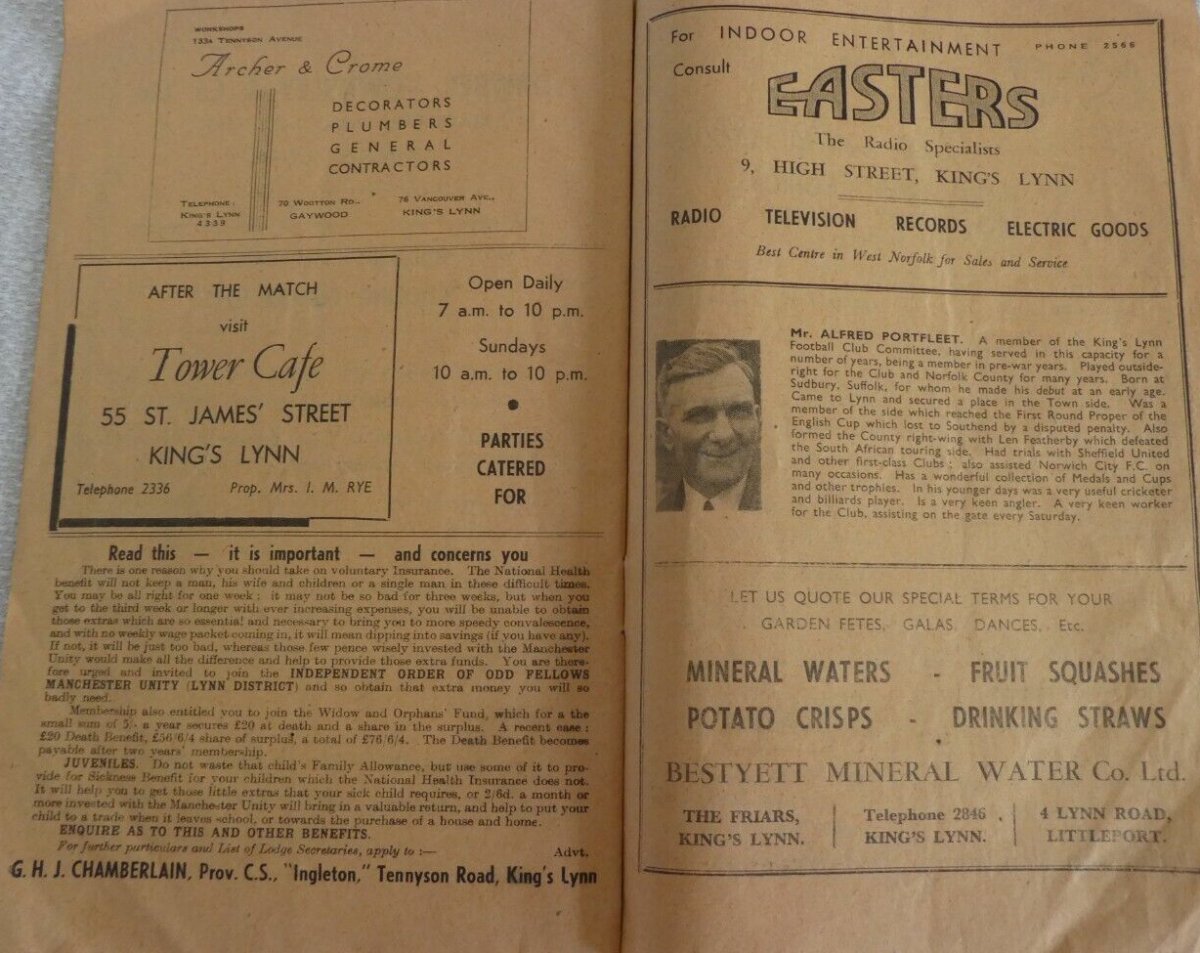 WORKSHOPS
133A TENNYSON AVENUE
Archer & Crome
DECORATORS
PLUMBERS
GENERAL
CONTRACTORS
TELEPHONE:
KING'S LYNN
4339
70 WOOTTON RD.,
GAYWOOD
76 VANCOUVER AVE.,
KING'S LYNN
AFTER THE MATCH
visit
Tower Cafe
55 ST. JAMES' STREET
KING'S LYNN
Telephone 2336 Prop. Mrs. I. M. RYE
Open Daily
7 a.m. to 10 p.m.
Sundays
10 a.m. to 10 p.m.
•
PARTIES
CATERED
FOR
Read this — it is important — and concerns you
There is one reason why you should take on voluntary Insurance. The National Health
benefit will not keep a man, his wife and children or a single man in these difficult times.
You may be all right for one week; it may not be so bad for three weeks, but when you
get to the third week or longer with ever increasing expenses, you will be unable to obtain
those extras which are so essential and necessary to bring you to more speedy convalescence,
and with no weekly wage packet coming in, it will mean dipping into savings (if you have any).
If not, it will be just too bad, whereas those few pence wisely invested with the Manchester
Unity would make all the difference and help to provide those extra funds. You are there-
fore urged and invited to join the INDEPENDENT ORDER OF ODD FELLOWS
MANCHESTER UNITY (LYNN DISTRICT) and so obtain that extra money you will so
badly need.
Membership also entitled you to join the Widow and Orphans' Fund, which for a the
small sum of 5/- a year secures £20 at death and a share in the surplus. A recent case:
£20 Death Benefit, £56/6/4 share of surplus, a total of £76/6/4. The Death Benefit becomes
payable after two years' membership.
JUVENILES. Do not waste that child's Family Allowance, but use some of it to pro-
vide for Sickness Benefit for your children which the National Health Insurance does not.
It will help you to get those little extras that your sick child requires, or 2/6d. a month or
more invested with the Manchester Unity will bring in a valuable return, and help to put your
child to a trade when it leaves school, or towards the purchase of a house and home.
ENQUIRE AS TO THIS AND OTHER BENEFITS.
For further particulars and List of Lodge Secretaries, apply to :— Advt.
G. H. J. CHAMBERLAIN, Prov. C.S., "Ingleton," Tennyson Road, King's Lynn
For INDOOR ENTERTAINMENT PHONE 2566
Consult
EASTERS
The Radio Specialists
9, HIGH STREET, KING'S LYNN
RADIO TELEVISION RECORDS ELECTRIC GOODS
Best Centre in West Norfolk for Sales and Service
Mr. ALFRED PORTFLEET. A member of the King's Lynn
Football Club Committee, having served in this capacity for a
number of years, being a member in pre-war years. Played outside-
right for the Club and Norfolk County for many years. Born at
Sudbury, Suffolk, for whom he made his debut at an early age.
Came to Lynn and secured a place in the Town side. Was a
member of the side which reached the First Round Proper of the
English Cup which lost to Southend by a disputed penalty. Also
formed the County right-wing with Len Featherby which defeated
the South African touring side. Had trials with Sheffield United
and other first-class Clubs; also assisted Norwich City F.C. on
many occasions. Has a wonderful collection of Medals and Cups
and other trophies. In his younger days was a very useful cricketer
and billiards player. Is a very keen angler. A very keen worker
for the Club, assisting on the gate every Saturday.
LET US QUOTE OUR SPECIAL TERMS FOR YOUR
GARDEN FETES, GALAS, DANCES, Etc.
MINERAL WATERS - FRUIT SQUASHES
POTATO CRISPS - DRINKING STRAWS
BESTYETT MINERAL WATER Co. Ltd.
THE FRIARS,
KING'S LYNN.
Telephone 2846
KING'S LYNN.
4 LYNN ROAD,
LITTLEPORT.